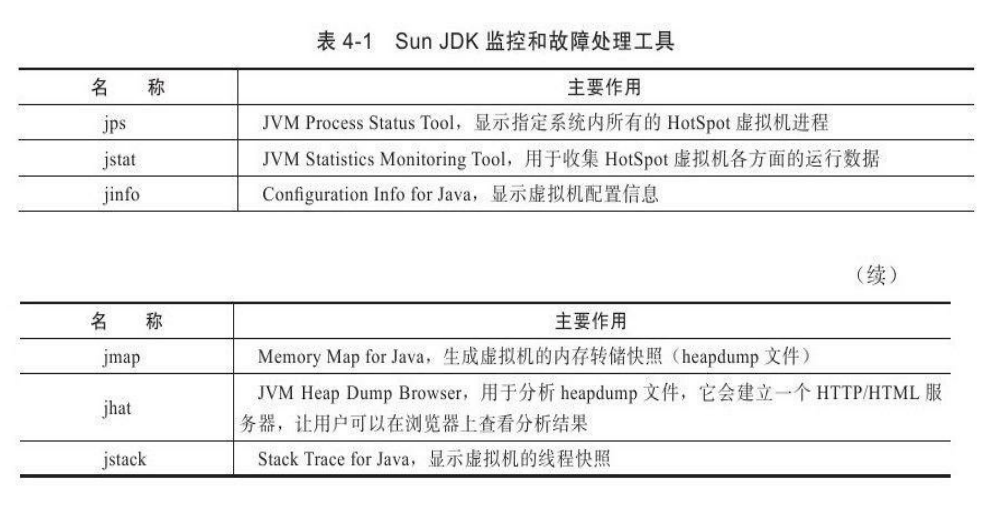 表 4-1 Sun JDK 监控和故障处理工具
名 称 主要作用
jps JVM Process Status Tool，显示指定系统内所有的 HotSpot 虚拟机进程
jstat JVM Statistics Monitoring Tool，用于收集 HotSpot 虚拟机各方面的运行数据
jinfo Configuration Info for Java，显示虚拟机配置信息
（续）
名 称 主要作用
jmap Memory Map for Java，生成虚拟机的内存转储快照（heapdump 文件）
jhat JVM Heap Dump Browser，用于分析 heapdump 文件，它会建立一个 HTTP/HTML 服
务器，让用户可以在浏览器上查看分析结果
jstack Stack Trace for Java，显示虚拟机的线程快照